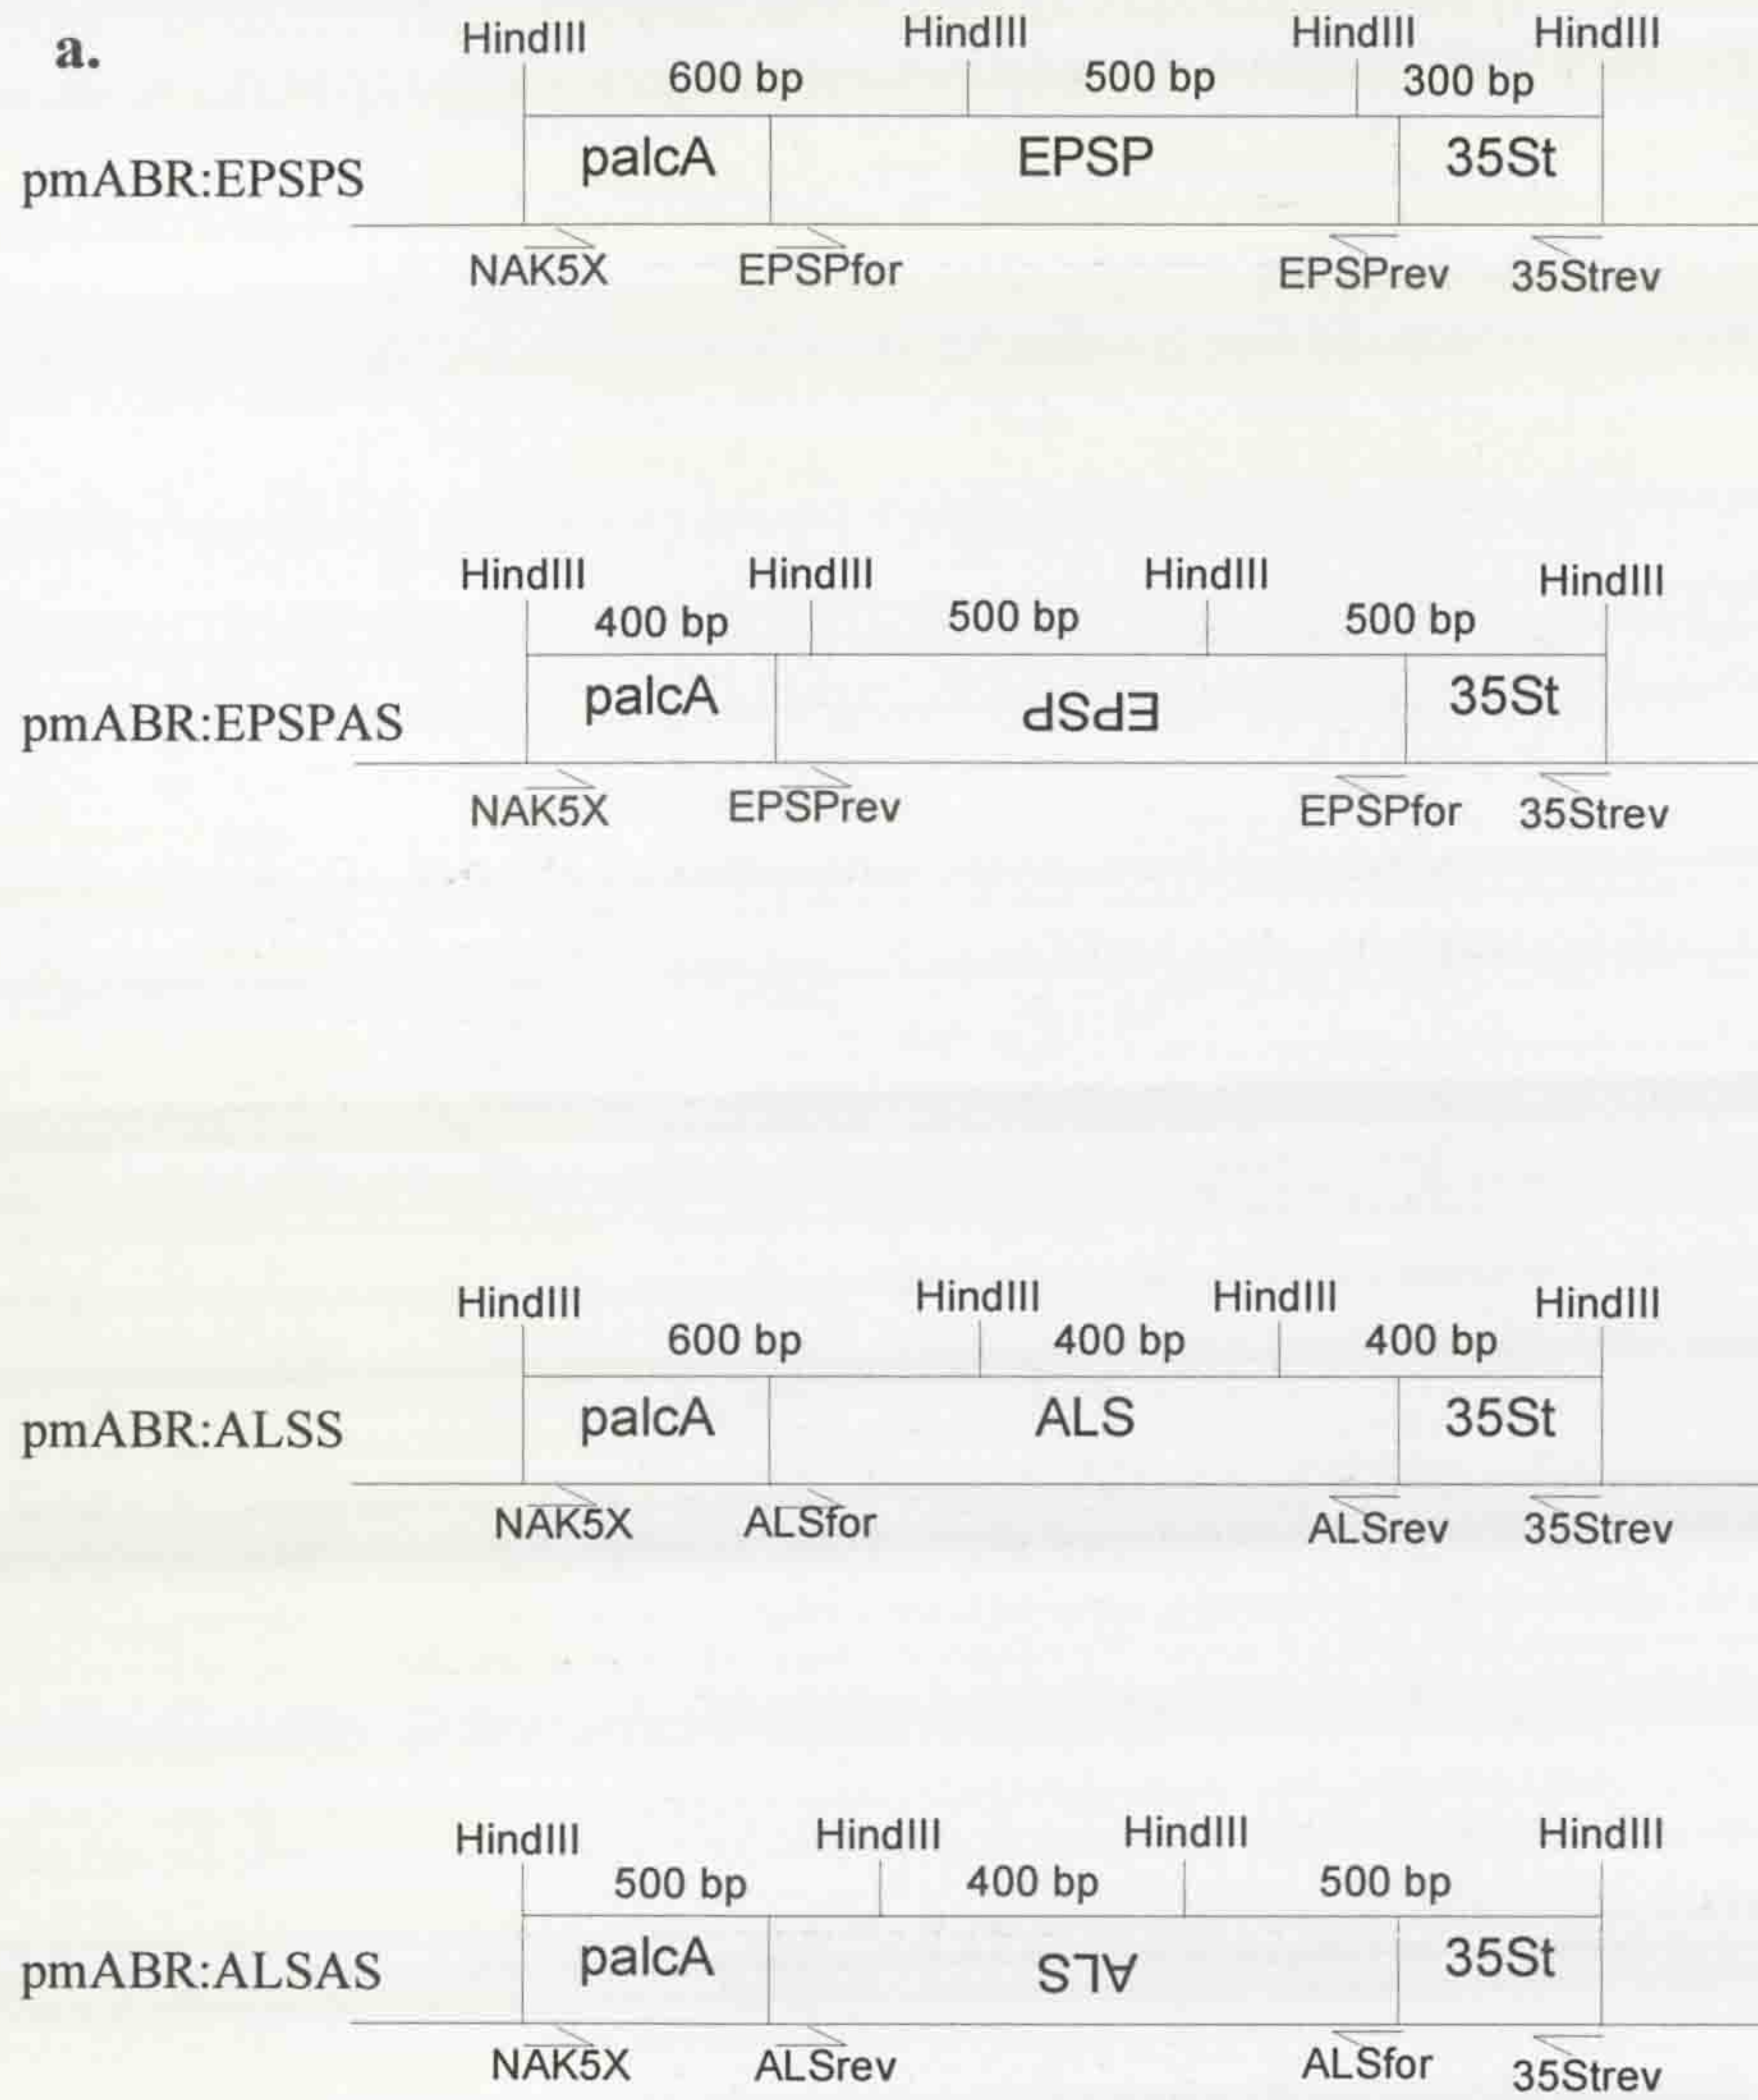 a.
HindIII HindIII HindIII HindIII
600 bp 500 bp 300 bp
pmABR:EPSPS palcA EPSP 35St
NAK5X EPSPfor EPSPrev 35Strev
HindIII HindIII HindIII HindIII
400 bp 500 bp 500 bp
pmABR:EPSPAS palcA EPSP 35St
NAK5X EPSPrev EPSPfor 35Strev
HindIII HindIII HindIII HindIII
600 bp 400 bp 400 bp
pmABR:ALSS palcA ALS 35St
NAK5X ALSfor ALSrev 35Strev
HindIII HindIII HindIII HindIII
500 bp 400 bp 500 bp
pmABR:ALSAS palcA ALS 35St
NAK5X ALSrev ALSfor 35Strev